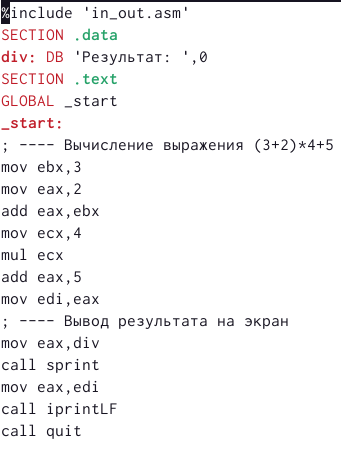 %include 'in_out.asm'
SECTION .data
div: DB 'Результат: ',0
SECTION .text
GLOBAL _start
_start:
; ---- Вычисление выражения (3+2)*4+5
mov ebx,3
mov eax,2
add eax,ebx
mov ecx,4
mul ecx
add eax,5
mov edi,eax
; ---- Вывод результата на экран
mov eax,div
call sprint
mov eax,edi
call iprintLF
call quit